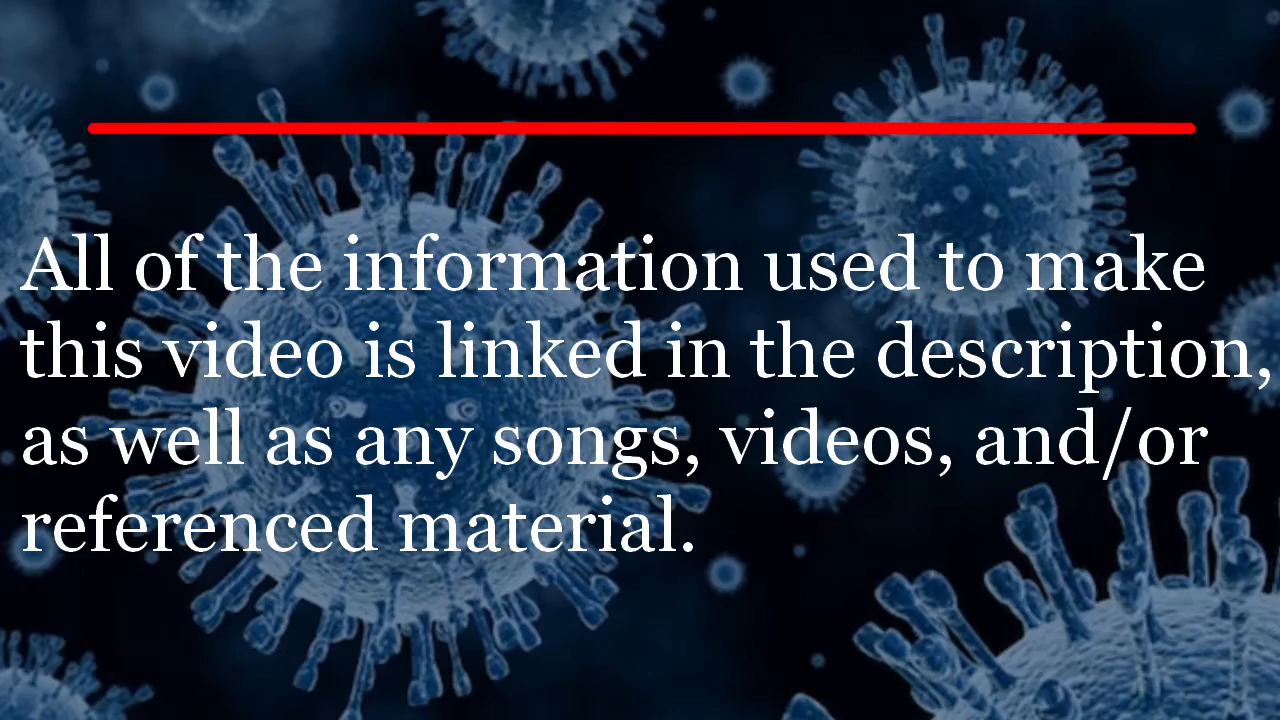 All of the information used to make
this video is linked in the description,
as well as any songs, videos, and/or
referenced material.